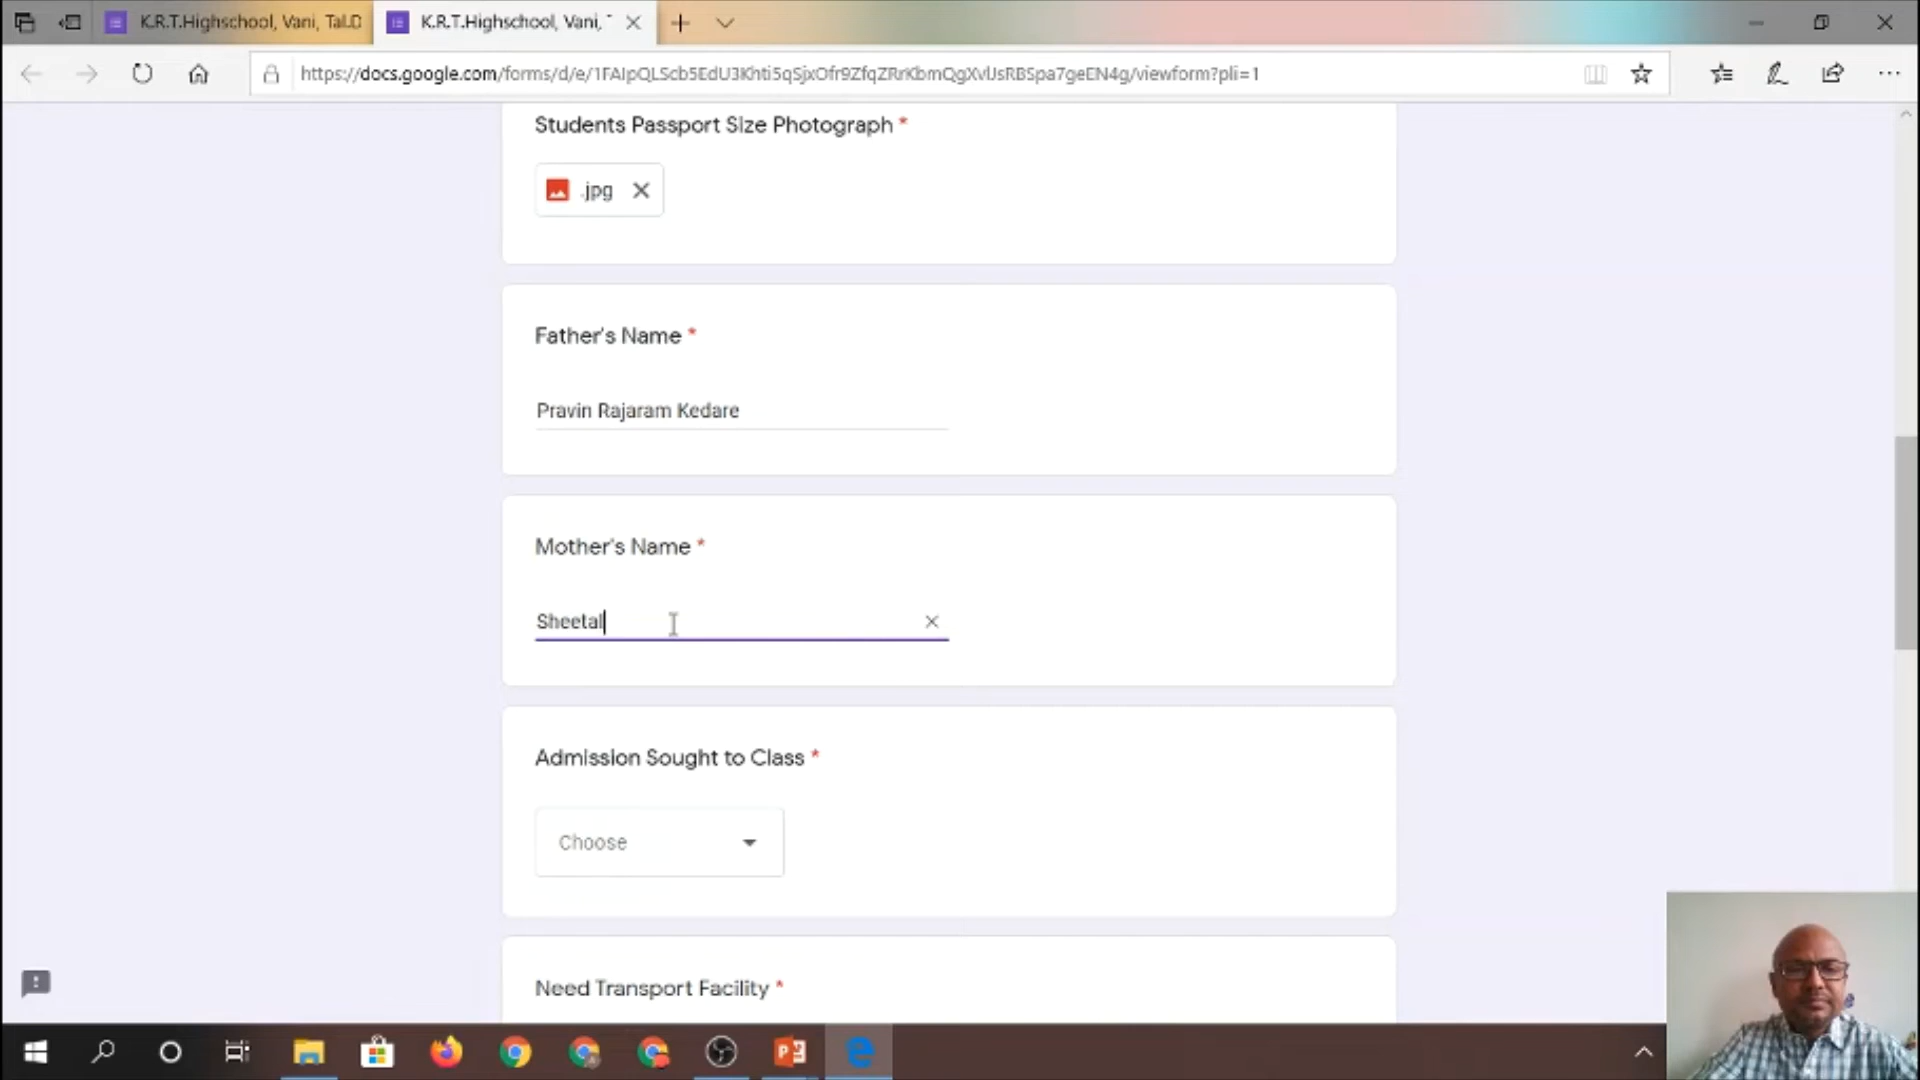 K.R.T.Highschool, Vani, Tal.D
K.R.T.Highschool, Vani, T
https://docs.google.com/forms/d/e/1FAIpQLScb5EdU3Khti5qSjxOfr9ZfqZRrKbmQgXvlJsRBSpa7geEN4g/viewform?pli=1
Students Passport Size Photograph *
.jpg
Father's Name *
Pravin Rajaram Kedare
Mother's Name *
Sheetal
Admission Sought to Class *
Choose
Need Transport Facility *